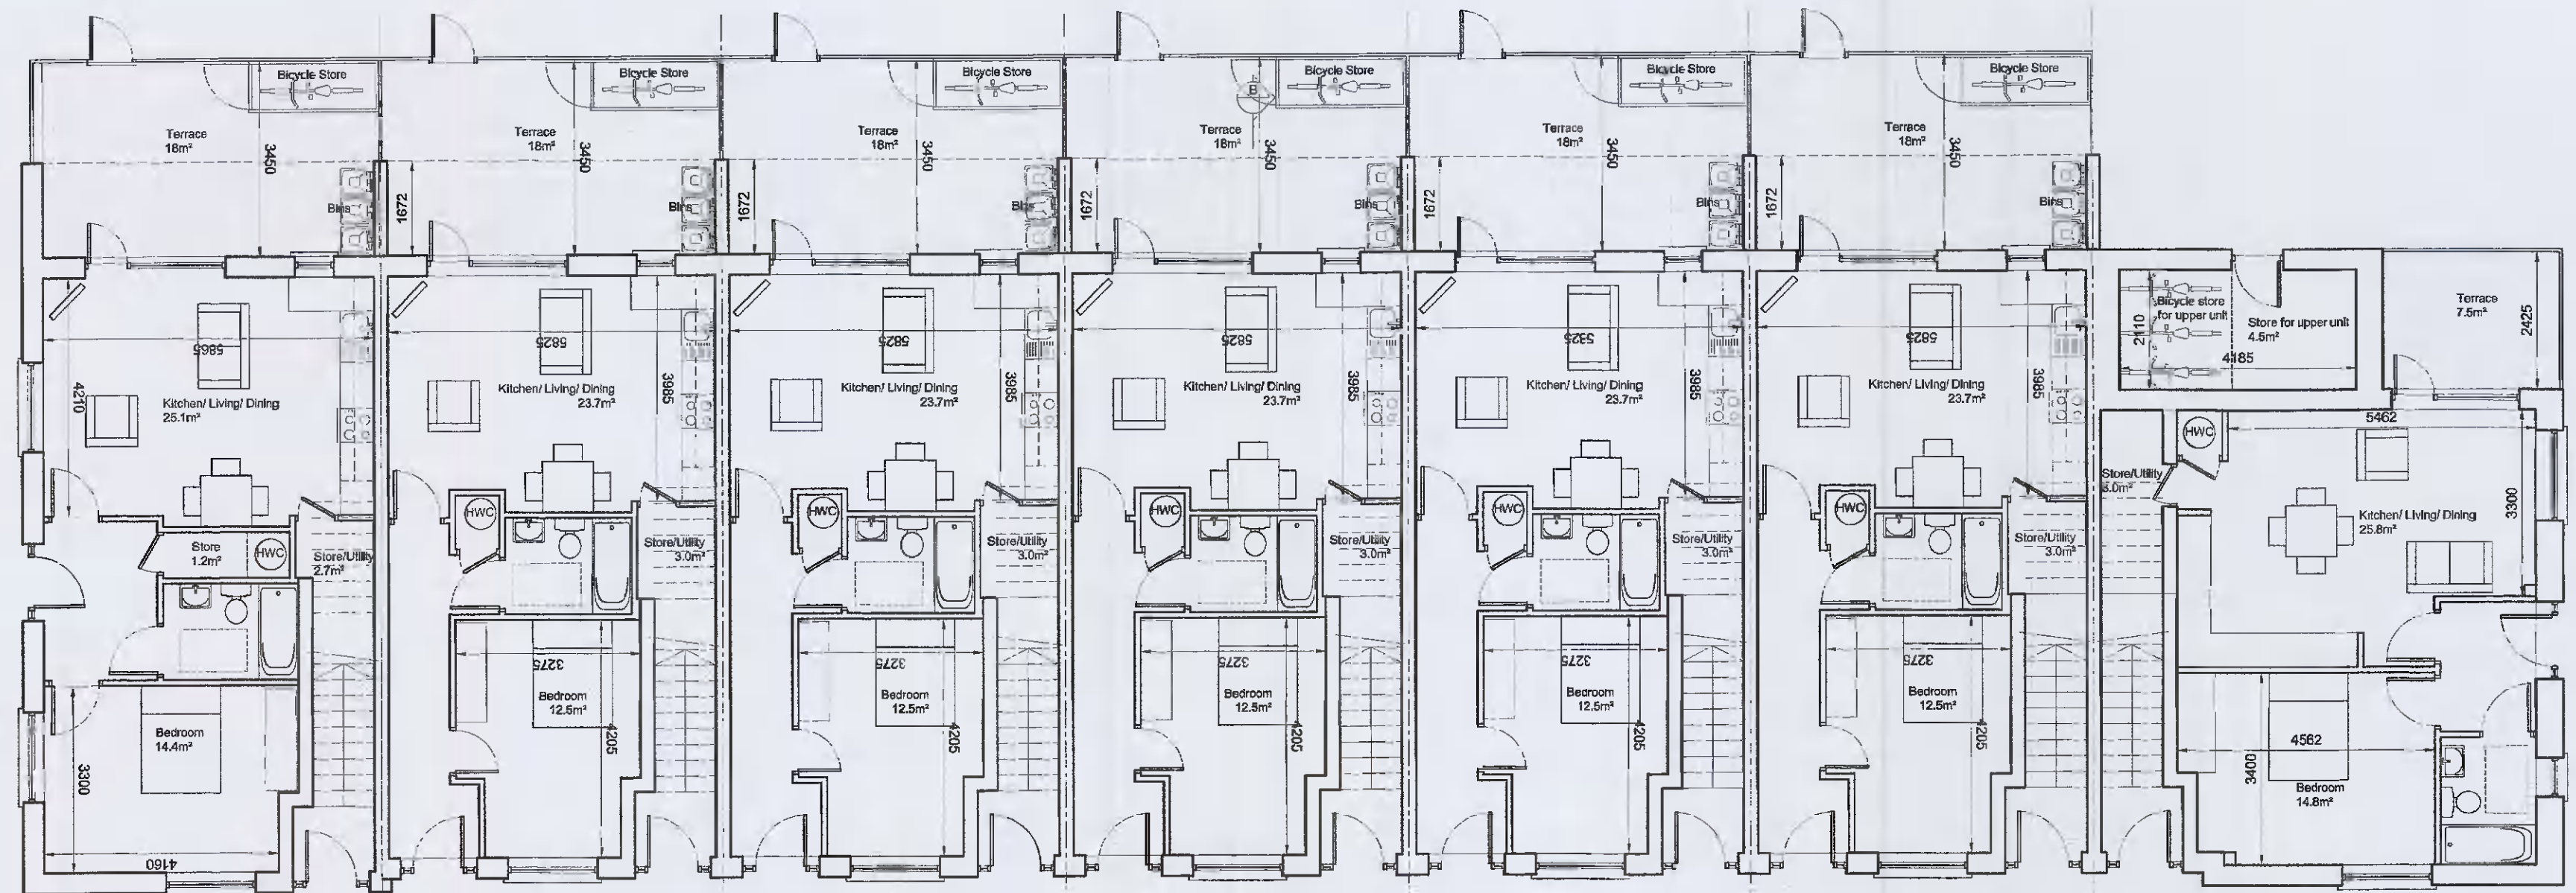 Bicycle Store
Terrace
18m²
3450
Bins
Bicycle Store
Terrace
18m²
3450
1672
Bins
Bicycle Store
Terrace
18m²
3450
1672
Bicycle Store
B
Terrace
18m²
3450
1672
Bins
Bicycle Store
Terrace
18m²
3450
1672
Bins
Bicycle Store
Terrace
18m²
3450
1672
Bins
5865
4210
Kitchen/ Living/ Dining
25.1m²
Store
1.2m²
HWC
Store/Utility
2.7m²
Bedroom
14.4m²
3300
4160
5825
3985
Kitchen/ Living/ Dining
23.7m²
HWC
Store/Utility
3.0m²
3275
Bedroom
12.5m²
4205
5825
3985
Kitchen/ Living/ Dining
23.7m²
HWC
Store/Utility
3.0m²
3275
Bedroom
12.5m²
4205
5825
3985
Kitchen/ Living/ Dining
23.7m²
HWC
Store/Utility
3.0m²
3275
Bedroom
12.5m²
4205
5825
3985
Kitchen/ Living/ Dining
23.7m²
HWC
Store/Utility
3.0m²
3275
Bedroom
12.5m²
4205
5825
3985
Kitchen/ Living/ Dining
23.7m²
HWC
Store/Utility
3.0m²
3275
Bedroom
12.5m²
4205
Bicycle store
for upper unit
2110
Store for upper unit
4.5m²
4185
Terrace
7.5m²
2425
5462
HWC
Store/Utility
3.0m²
3300
Kitchen/ Living/ Dining
25.8m²
4562
3400
Bedroom
14.8m²